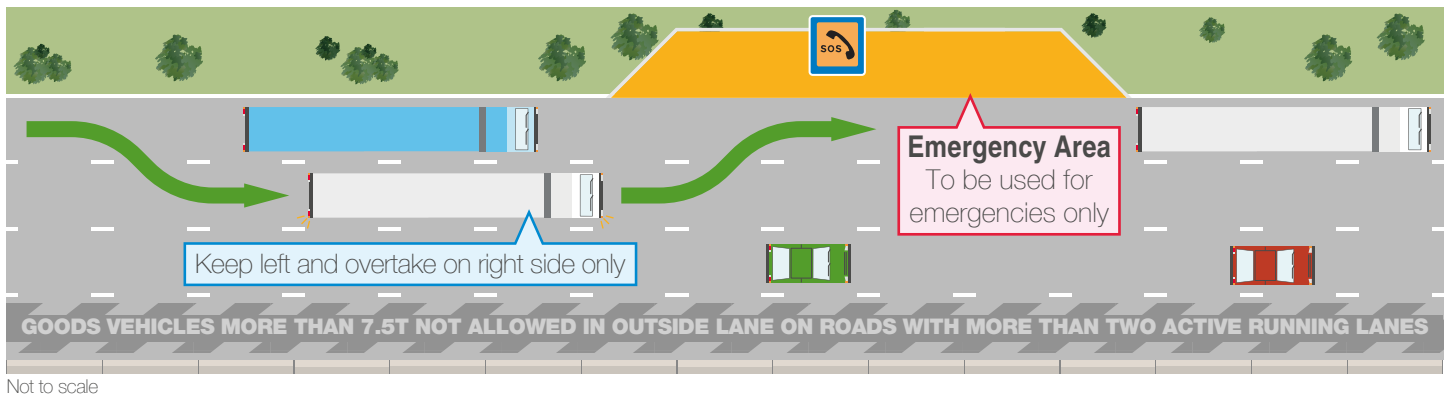 SOS
Emergency Area
To be used for
emergencies only
Keep left and overtake on right side only
GOODS VEHICLES MORE THAN 7.5T NOT ALLOWED IN OUTSIDE LANE ON ROADS WITH MORE THAN TWO ACTIVE RUNNING LANES
Not to scale